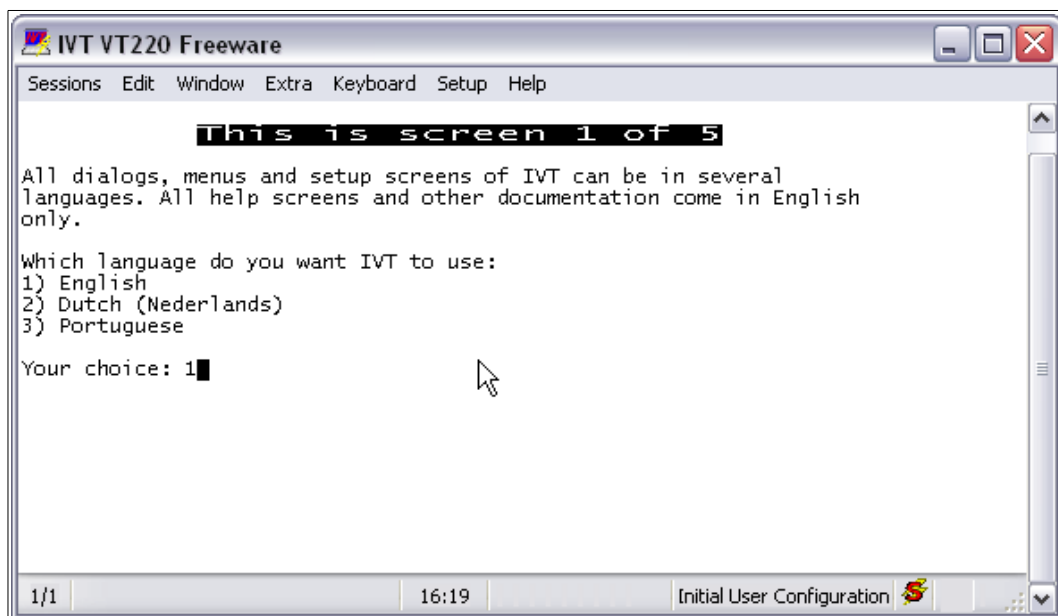 IVT VT220 Freeware
Sessions Edit Window Extra Keyboard Setup Help
This is screen 1 of 5
All dialogs, menus and setup screens of IVT can be in several
languages. All help screens and other documentation come in English
only.
Which language do you want IVT to use:
1) English
2) Dutch (Nederlands)
3) Portuguese
Your choice: 1
1/1 16:19 Initial User Configuration S